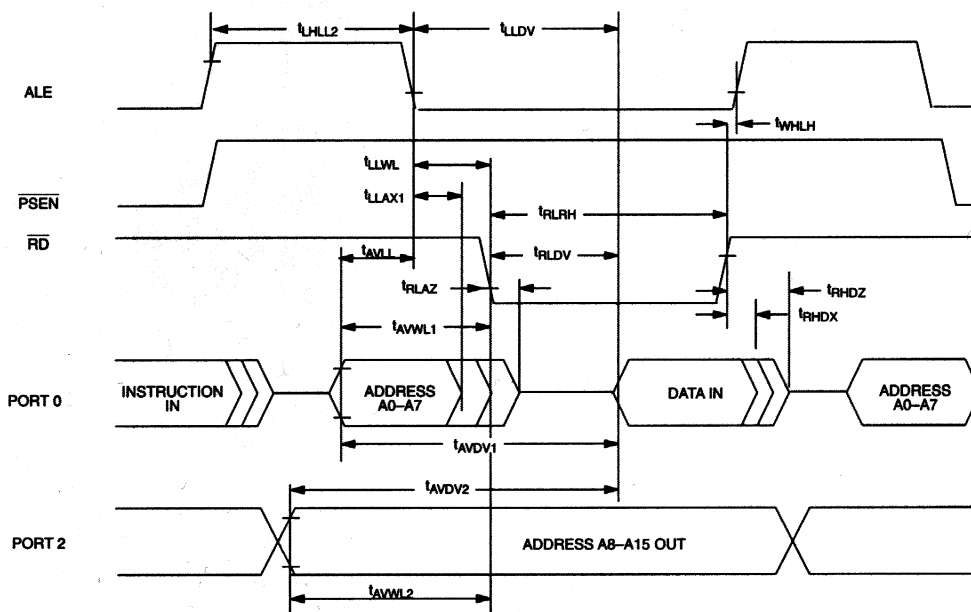 tLHLL2 tLLDV
ALE
tWHLH
tLLWL
PSEN
tLLAX1
tRLRH
RD
tAVLL tRLDV
tRLAZ tRHDZ
tAVWL1 tRHDX
PORT 0 INSTRUCTION IN ADDRESS A0–A7 DATA IN ADDRESS A0–A7
tAVDV1
tAVDV2
PORT 2 ADDRESS A8–A15 OUT
tAVWL2